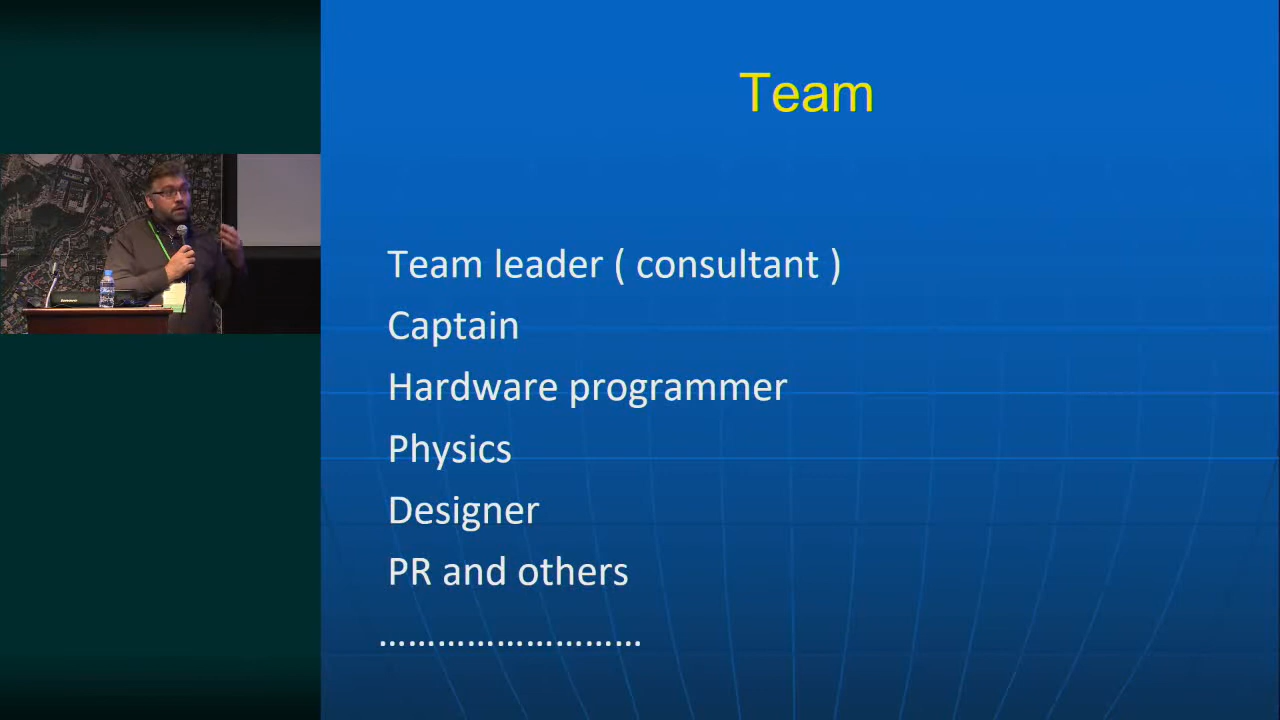 Team
Team leader ( consultant )
Captain
Hardware programmer
Physics
Designer
PR and others
..............................